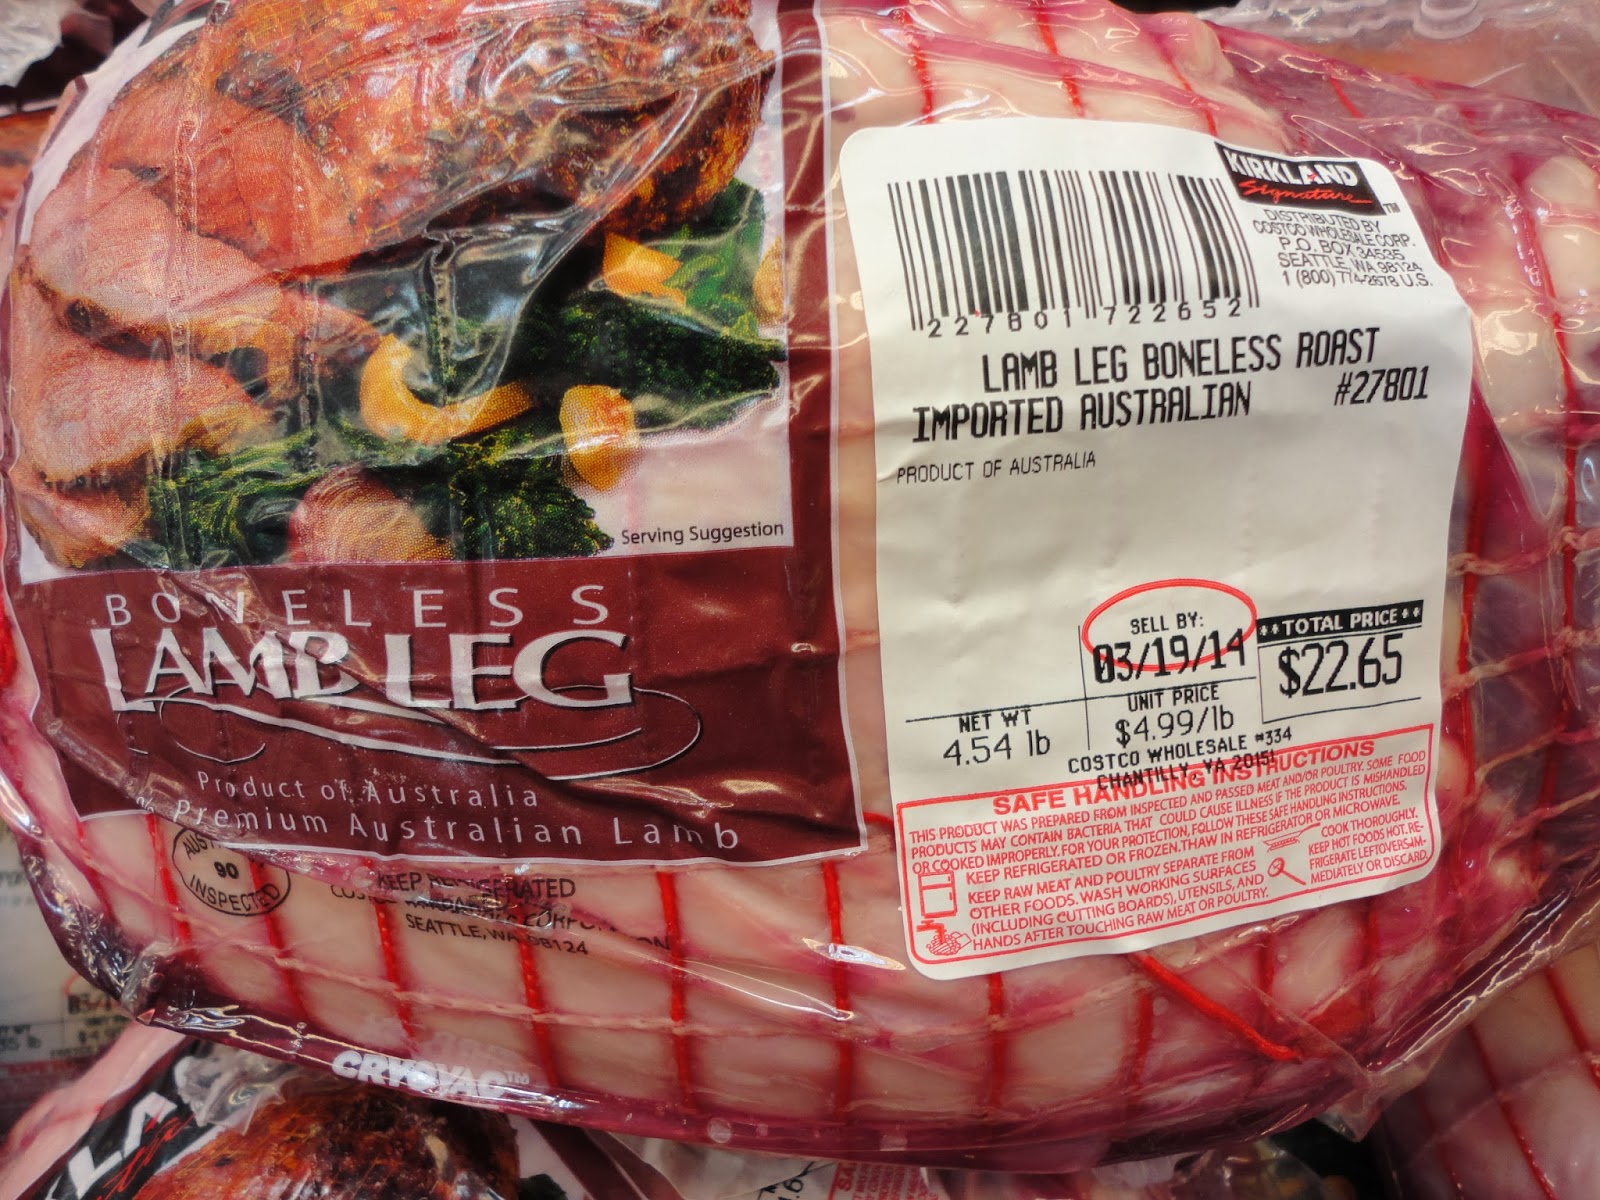 Serving Suggestion
BONELESS
LAMB LEG
Product of Australia
% Premium Australian Lamb
90
INSPECTED
KEEP REFRIGERATED
SEATTLE, WA 98124
CRYOVAC™
KIRKLAND
Signature™
DISTRIBUTED BY
COSTCO WHOLESALE CORP.
P.O. BOX 34535
SEATTLE, WA 98124
1 (800) 774-2678 U.S.
2 27801 722652
LAMB LEG BONELESS ROAST
IMPORTED AUSTRALIAN #27801
PRODUCT OF AUSTRALIA
SELL BY:
03/19/14
**TOTAL PRICE**
$22.65
NET WT
4.54 lb
UNIT PRICE
$4.99/lb
COSTCO WHOLESALE #334
CHANTILLY, VA 20151
SAFE HANDLING INSTRUCTIONS
THIS PRODUCT WAS PREPARED FROM INSPECTED AND PASSED MEAT AND/OR POULTRY. SOME FOOD
PRODUCTS MAY CONTAIN BACTERIA THAT COULD CAUSE ILLNESS IF THE PRODUCT IS MISHANDLED
OR COOKED IMPROPERLY. FOR YOUR PROTECTION, FOLLOW THESE SAFE HANDLING INSTRUCTIONS.
KEEP REFRIGERATED OR FROZEN. THAW IN REFRIGERATOR OR MICROWAVE.
KEEP RAW MEAT AND POULTRY SEPARATE FROM
OTHER FOODS. WASH WORKING SURFACES
(INCLUDING CUTTING BOARDS), UTENSILS, AND
HANDS AFTER TOUCHING RAW MEAT OR POULTRY.
COOK THOROUGHLY.
KEEP HOT FOODS HOT. RE-
FRIGERATE LEFTOVERS IM-
MEDIATELY OR DISCARD.